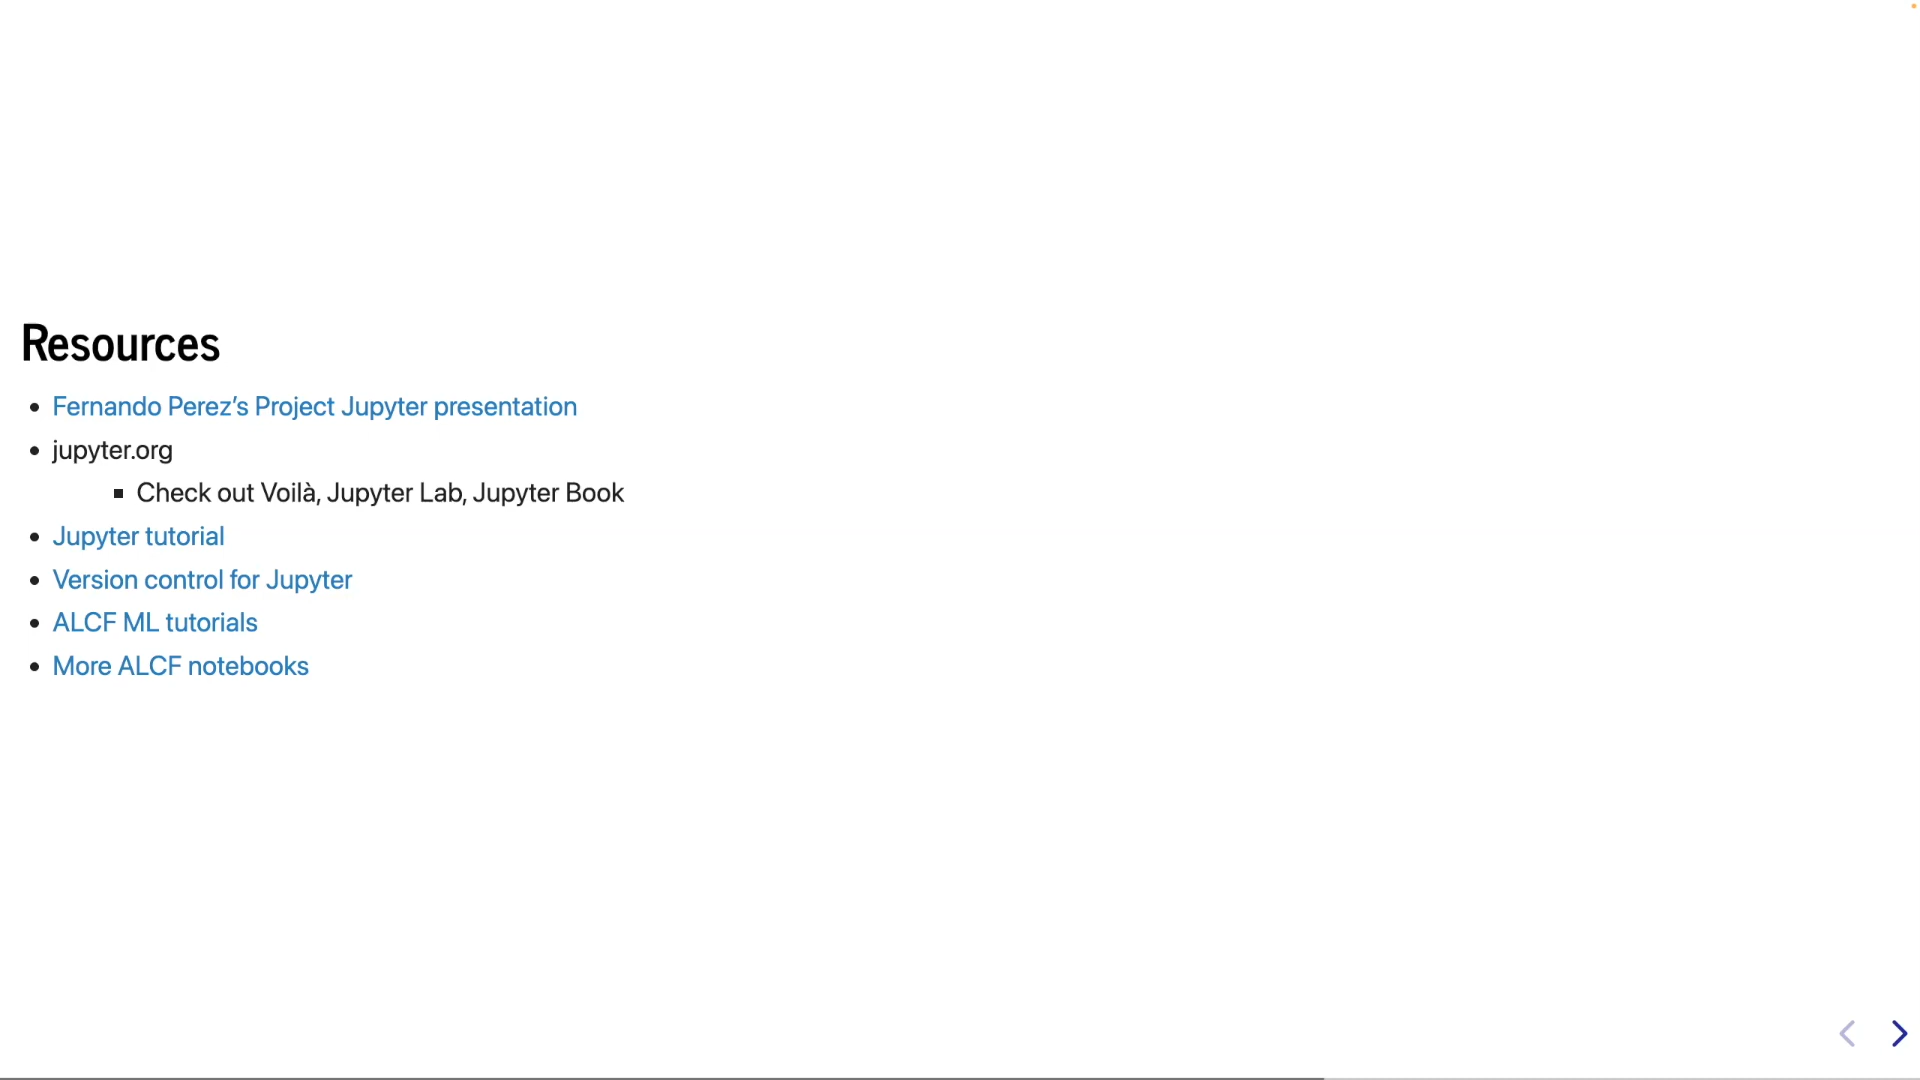 Resources
Fernando Perez’s Project Jupyter presentation
jupyter.org
Check out Voilà, Jupyter Lab, Jupyter Book
Jupyter tutorial
Version control for Jupyter
ALCF ML tutorials
More ALCF notebooks